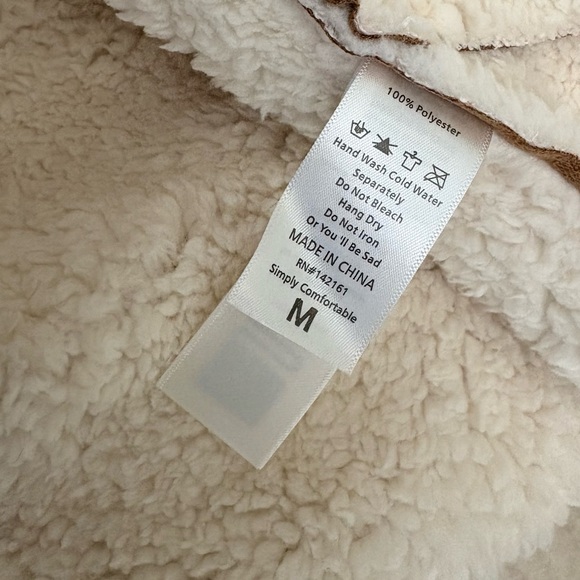 100% Polyester
Hand Wash Cold Water
Separately
Do Not Bleach
Hang Dry
Do Not Iron
Or You 'll Be Sad
MADE IN CHINA
RN#142161
Simply Comfortable
M